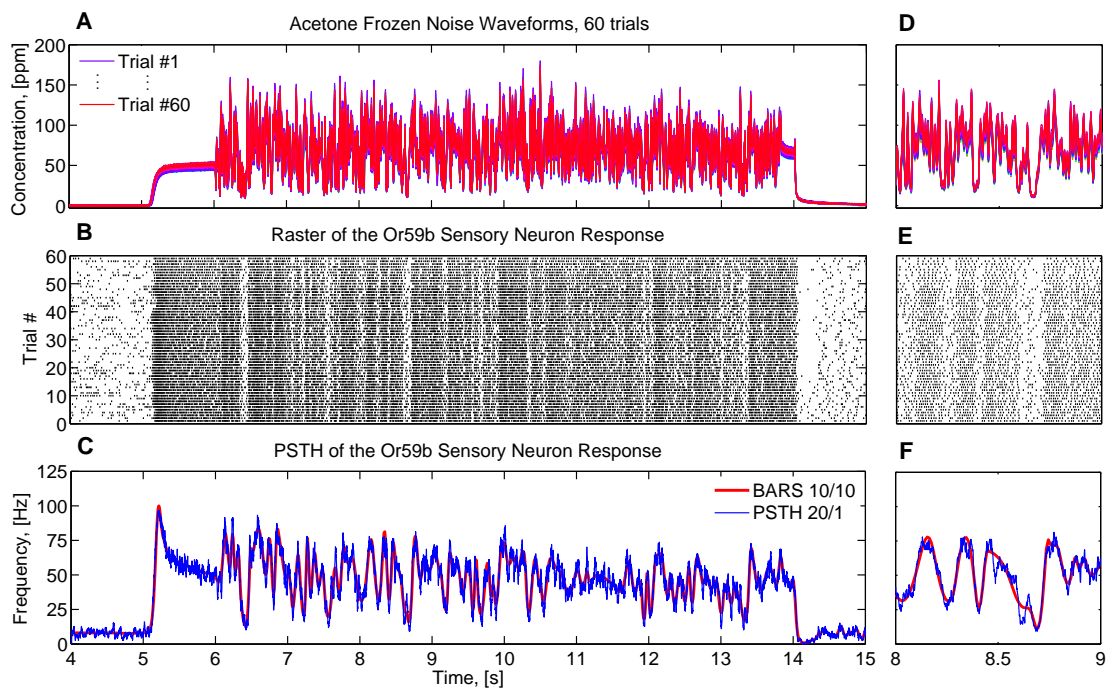 A
Acetone Frozen Noise Waveforms, 60 trials
D
Concentration, [ppm]
200
150
100
50
0
Trial #1
⋮ ⋮
Trial #60
B
Raster of the Or59b Sensory Neuron Response
E
Trial #
60
50
40
30
20
10
0
C
PSTH of the Or59b Sensory Neuron Response
F
Frequency, [Hz]
125
100
75
50
25
0
BARS 10/10
PSTH 20/1
4 5 6 7 8 9 10 11 12 13 14 15
Time, [s]
8 8.5 9